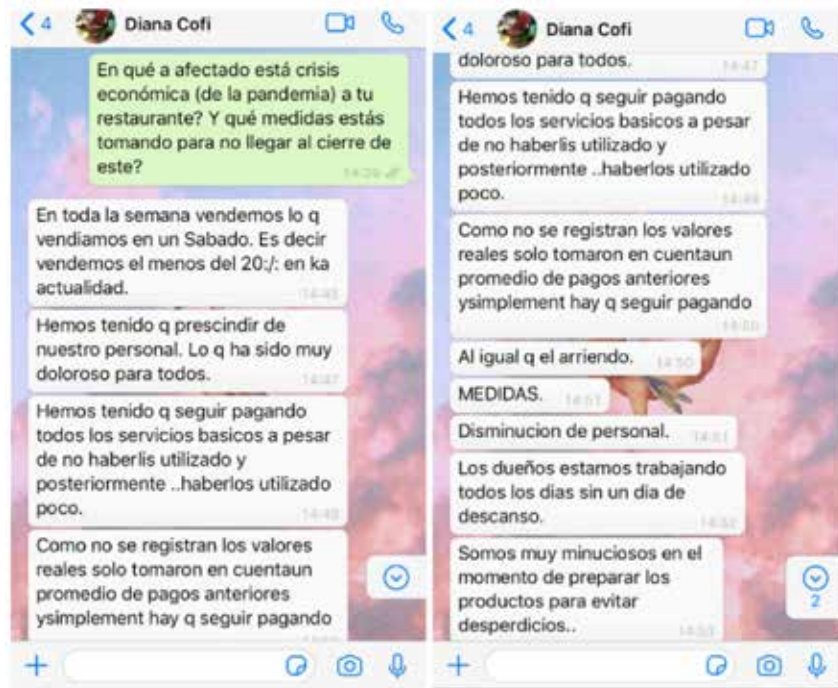 4 Diana Cofi
En qué a afectado está crisis
económica (de la pandemia) a tu
restaurante? Y qué medidas estás
tomando para no llegar al cierre de
este?
En toda la semana vendemos lo q
vendiamos en un Sabado. Es decir
vendemos el menos del 20:/: en ka
actualidad.
Hemos tenido q prescindir de
nuestro personal. Lo q ha sido muy
doloroso para todos.
14:47
Hemos tenido q seguir pagando
todos los servicios basicos a pesar
de no haberlis utilizado y
posteriormente ..haberlos utilizado
poco.
Como no se registran los valores
reales solo tomaron en cuentaun
promedio de pagos anteriores
ysimplement hay q seguir pagando
4 Diana Cofi
doloroso para todos.
14:47
Hemos tenido q seguir pagando
todos los servicios basicos a pesar
de no haberlis utilizado y
posteriormente ..haberlos utilizado
poco.
Como no se registran los valores
reales solo tomaron en cuentaun
promedio de pagos anteriores
ysimplement hay q seguir pagando
14:50
Al igual q el arriendo.
14:50
MEDIDAS.
14:51
Disminucion de personal.
14:51
Los dueños estamos trabajando
todos los dias sin un dia de
descanso.
14:52
Somos muy minuciosos en el
momento de preparar los
productos para evitar
desperdicios..
14:53
2